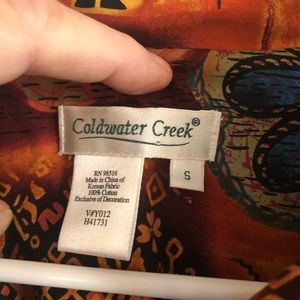 Coldwater Creek®
S
RN 98516
Made in China of
Korean Fabric
100% Cotton
Exclusive of Decoration
V#Y012
H41731